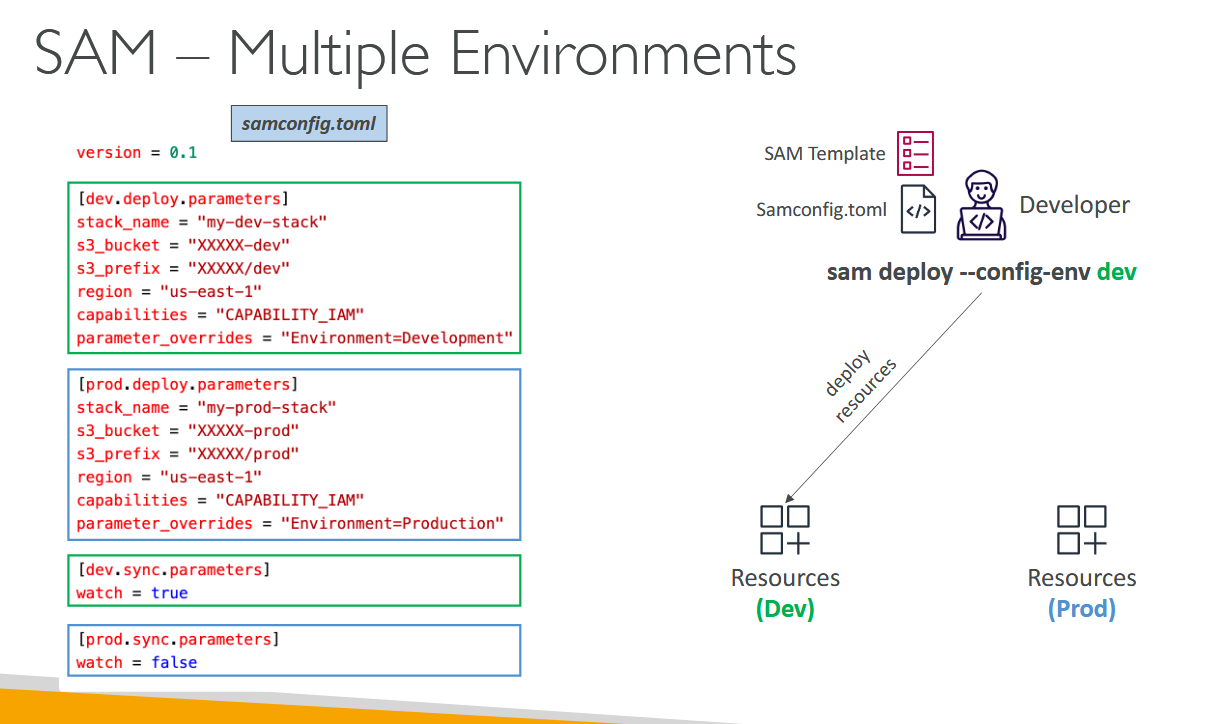 SAM – Multiple Environments
samconfig.toml
version = 0.1
[dev.deploy.parameters]
stack_name = "my-dev-stack"
s3_bucket = "XXXXX-dev"
s3_prefix = "XXXXX/dev"
region = "us-east-1"
capabilities = "CAPABILITY_IAM"
parameter_overrides = "Environment=Development"
[prod.deploy.parameters]
stack_name = "my-prod-stack"
s3_bucket = "XXXXX-prod"
s3_prefix = "XXXXX/prod"
region = "us-east-1"
capabilities = "CAPABILITY_IAM"
parameter_overrides = "Environment=Production"
[dev.sync.parameters]
watch = true
[prod.sync.parameters]
watch = false
SAM Template
Samconfig.toml
</>
Developer
sam deploy --config-env dev
deploy
resources
Resources
(Dev)
Resources
(Prod)